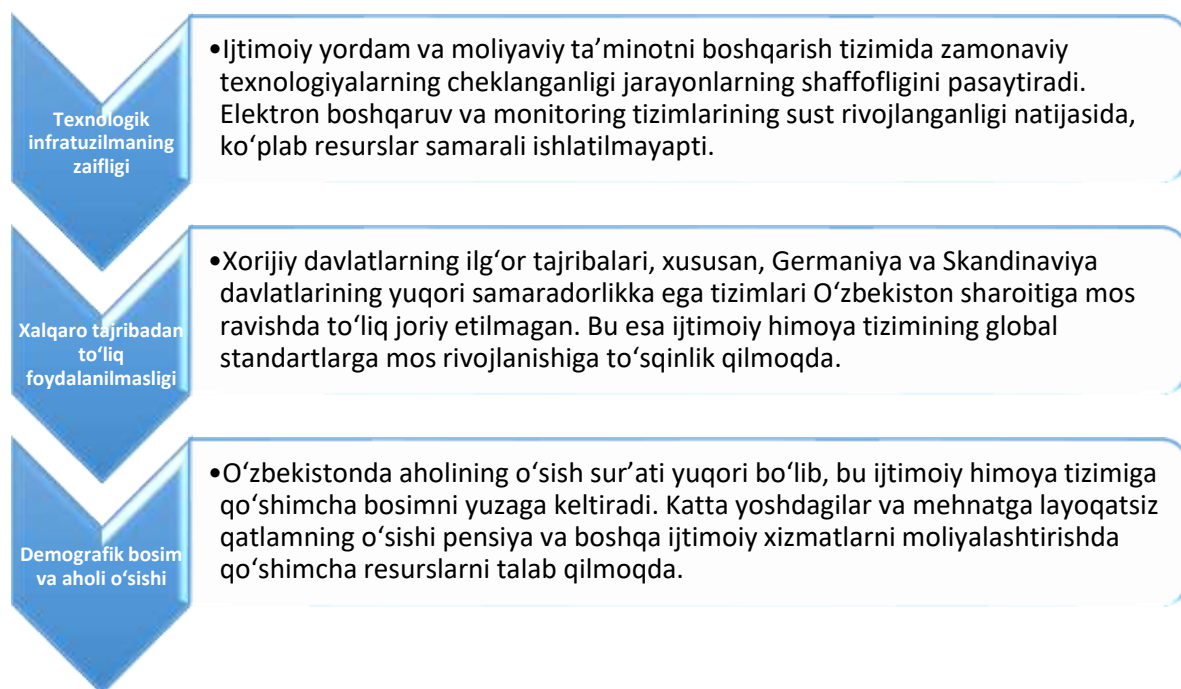 Texnologik
infratuzilmaning
zaifligi
•Ijtimoiy yordam va moliyaviy ta’minotni boshqarish tizimida zamonaviy
texnologiyalarning cheklanganligi jarayonlarning shaffofligini pasaytiradi.
Elektron boshqaruv va monitoring tizimlarining sust rivojlanganligi natijasida,
ko‘plab resurslar samarali ishlatilmayapti.
Xalqaro tajribadan
to‘liq
foydalanilmasligi
•Xorijiy davlatlarning ilg‘or tajribalari, xususan, Germaniya va Skandinaviya
davlatlarining yuqori samaradorlikka ega tizimlari O‘zbekiston sharoitiga mos
ravishda to‘liq joriy etilmagan. Bu esa ijtimoiy himoya tizimining global
standartlarga mos rivojlanishiga to‘sqinlik qilmoqda.
Demografik bosim
va aholi o‘sishi
•O‘zbekistonda aholining o‘sish sur’ati yuqori bo‘lib, bu ijtimoiy himoya tizimiga
qo‘shimcha bosimni yuzaga keltiradi. Katta yoshdagilar va mehnatga layoqatsiz
qatlamning o‘sishi pensiya va boshqa ijtimoiy xizmatlarni moliyalashtirishda
qo‘shimcha resurslarni talab qilmoqda.